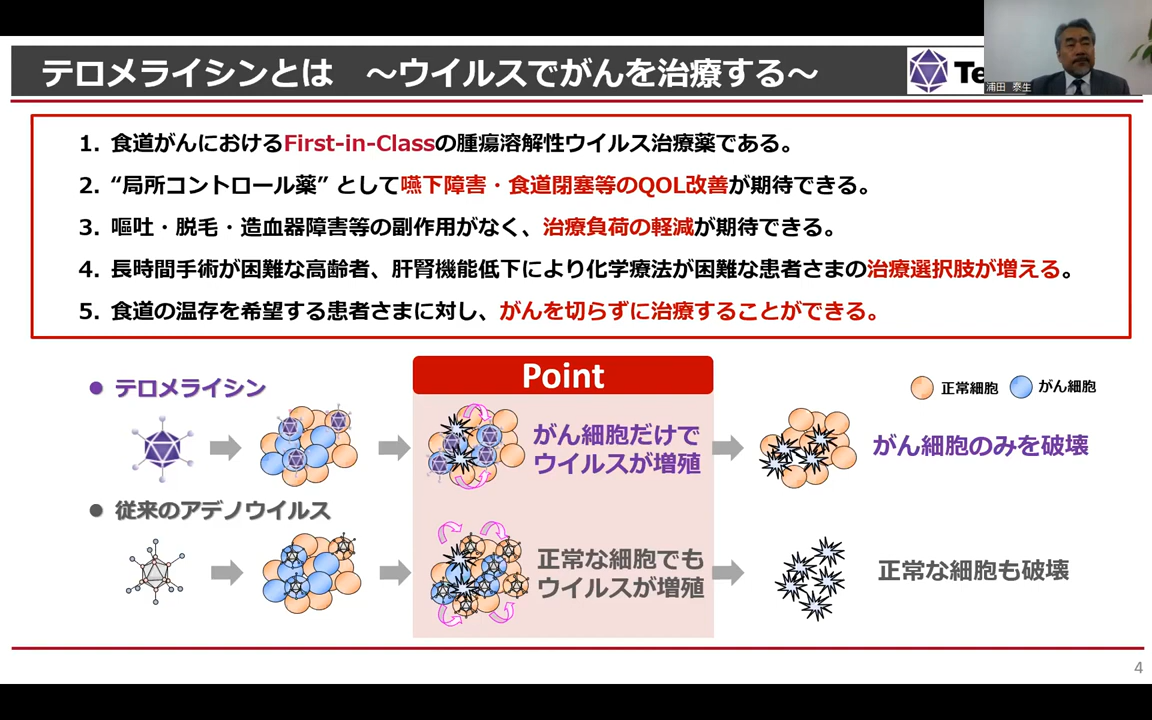 テロメライシンとは　～ウイルスでがんを治療する～
Te
浦田 泰生
1. 食道がんにおけるFirst-in-Classの腫瘍溶解性ウイルス治療薬である。
2. “局所コントロール薬” として嚥下障害・食道閉塞等のQOL改善が期待できる。
3. 嘔吐・脱毛・造血器障害等の副作用がなく、治療負荷の軽減が期待できる。
4. 長時間手術が困難な高齢者、肝腎機能低下により化学療法が困難な患者さまの治療選択肢が増える。
5. 食道の温存を希望する患者さまに対し、がんを切らずに治療することができる。
Point
● テロメライシン
正常細胞
がん細胞
がん細胞だけで
ウイルスが増殖
がん細胞のみを破壊
● 従来のアデノウイルス
正常な細胞でも
ウイルスが増殖
正常な細胞も破壊
4